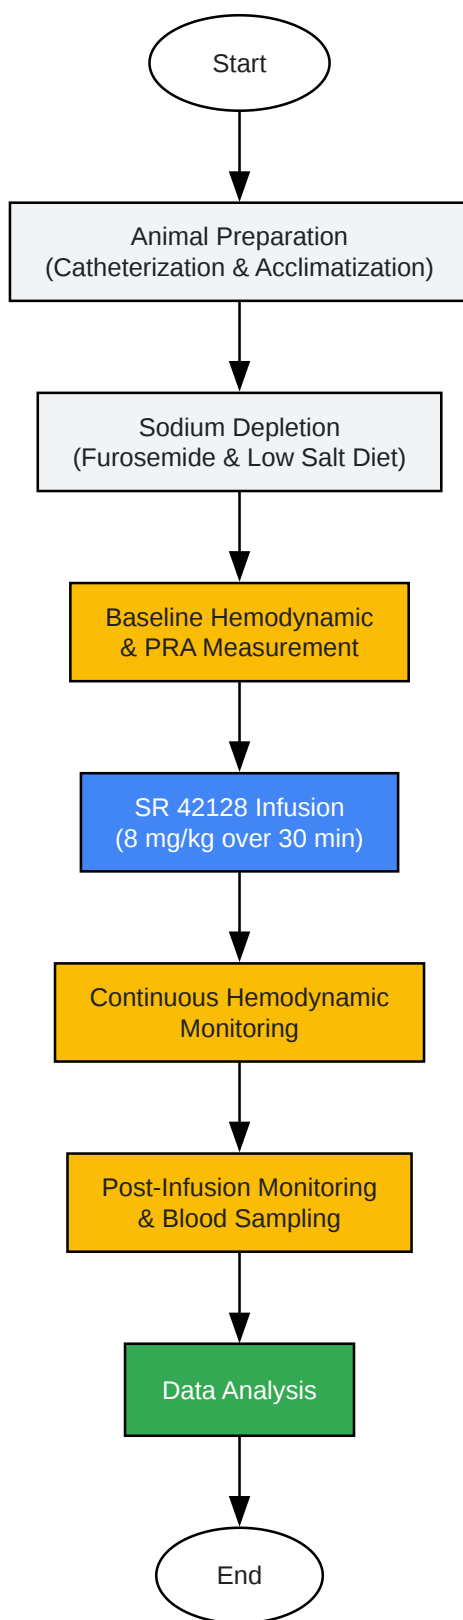 Start
Animal Preparation
(Catheterization & Acclimatization)
Sodium Depletion
(Furosemide & Low Salt Diet)
Baseline Hemodynamic
& PRA Measurement
SR 42128 Infusion
(8 mg/kg over 30 min)
Continuous Hemodynamic
Monitoring
Post-Infusion Monitoring
& Blood Sampling
Data Analysis
End